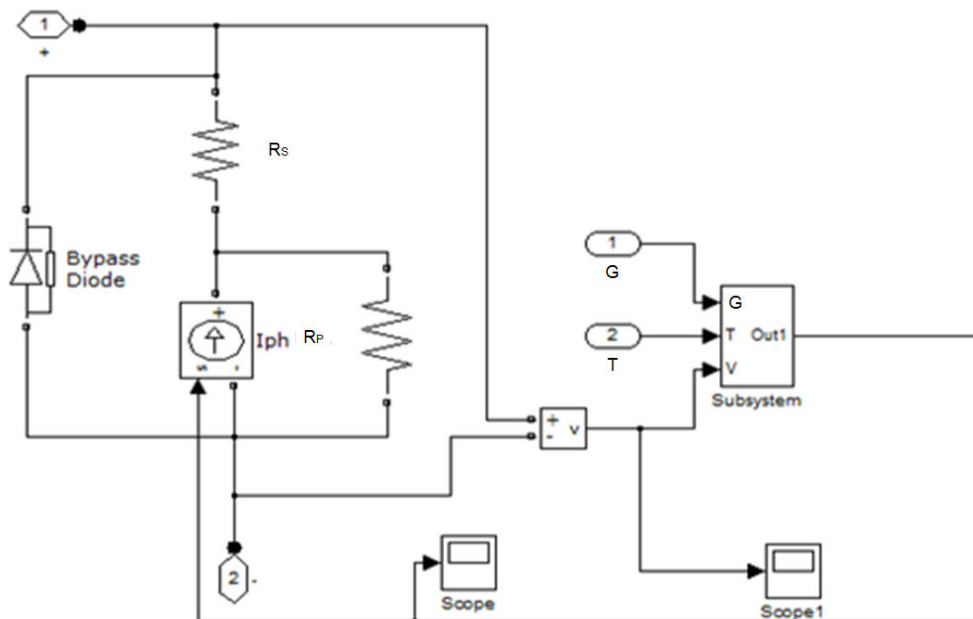 1
+
Rs
Bypass
Diode
+
Iph
s
-
RP
1
G
2
T
G
T
V
Out1
Subsystem
+
-
v
2
-
Scope
Scope1